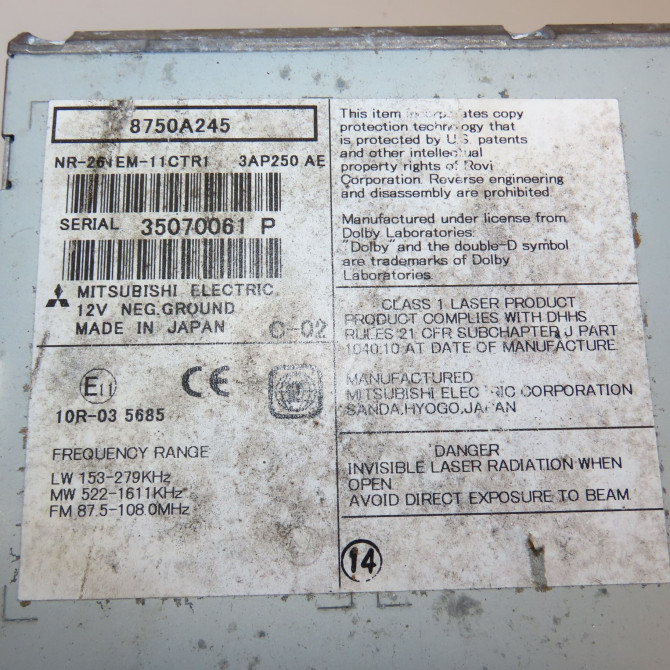 8750A245
NR-261EM-11CTR1 3AP250 AE
SERIAL 35070061 P
MITSUBISHI ELECTRIC
12V NEG.GROUND
MADE IN JAPAN
O-02
E11
CE
10R-03 5685
FREQUENCY RANGE
LW 153-279KHz
MW 522-1611KHz
FM 87.5-108.0MHz
This item copy
protection technology that
is protected by U.S. patents
and other intellectual
property rights of Rovi
Corporation. Reverse engineering
and disassembly are prohibited.
Manufactured under license from
Dolby Laboratories.
"Dolby" and the double-D symbol
are trademarks of Dolby
Laboratories.
CLASS 1 LASER PRODUCT
PRODUCT COMPLIES WITH DHHS
RULES 21 CFR SUBCHAPTER J PART
1040.10 AT DATE OF MANUFACTURE
MANUFACTURED
MITSUBISHI ELECTRIC CORPORATION
SANDA,HYOGO,JAPAN
DANGER
INVISIBLE LASER RADIATION WHEN
OPEN
AVOID DIRECT EXPOSURE TO BEAM
14